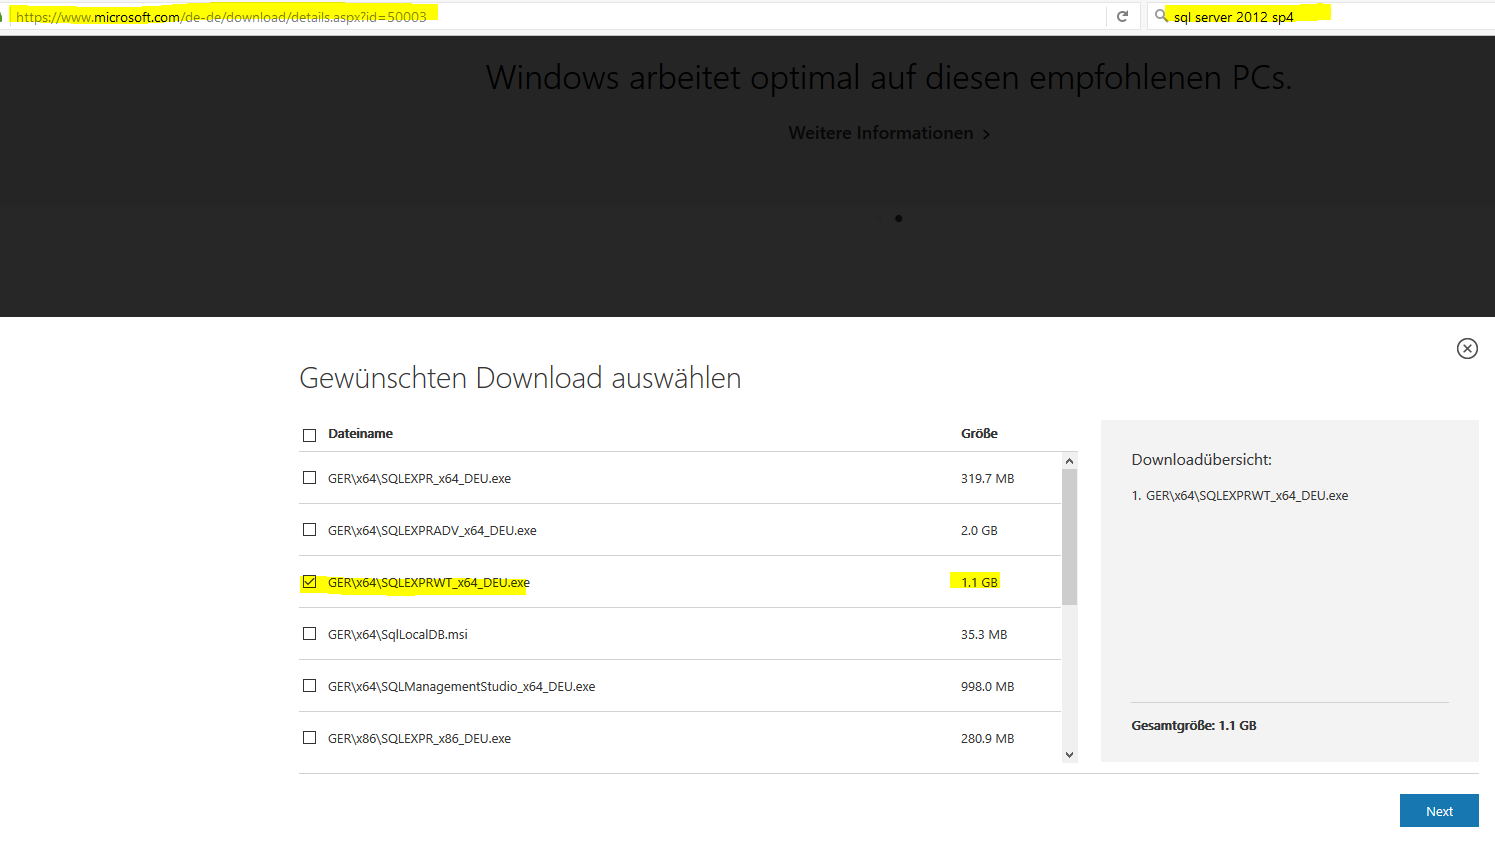 https://www.microsoft.com/de-de/download/details.aspx?id=50003
sql server 2012 sp4
Windows arbeitet optimal auf diesen empfohlenen PCs.
Weitere Informationen >
Gewünschten Download auswählen
Dateiname Größe
GER\x64\SQLEXPR_x64_DEU.exe 319.7 MB
GER\x64\SQLEXPRADV_x64_DEU.exe 2.0 GB
GER\x64\SQLEXPRWT_x64_DEU.exe 1.1 GB
GER\x64\SqlLocalDB.msi 35.3 MB
GER\x64\SQLManagementStudio_x64_DEU.exe 998.0 MB
GER\x86\SQLEXPR_x86_DEU.exe 280.9 MB
Downloadübersicht:
1. GER\x64\SQLEXPRWT_x64_DEU.exe
Gesamtgröße: 1.1 GB
Next